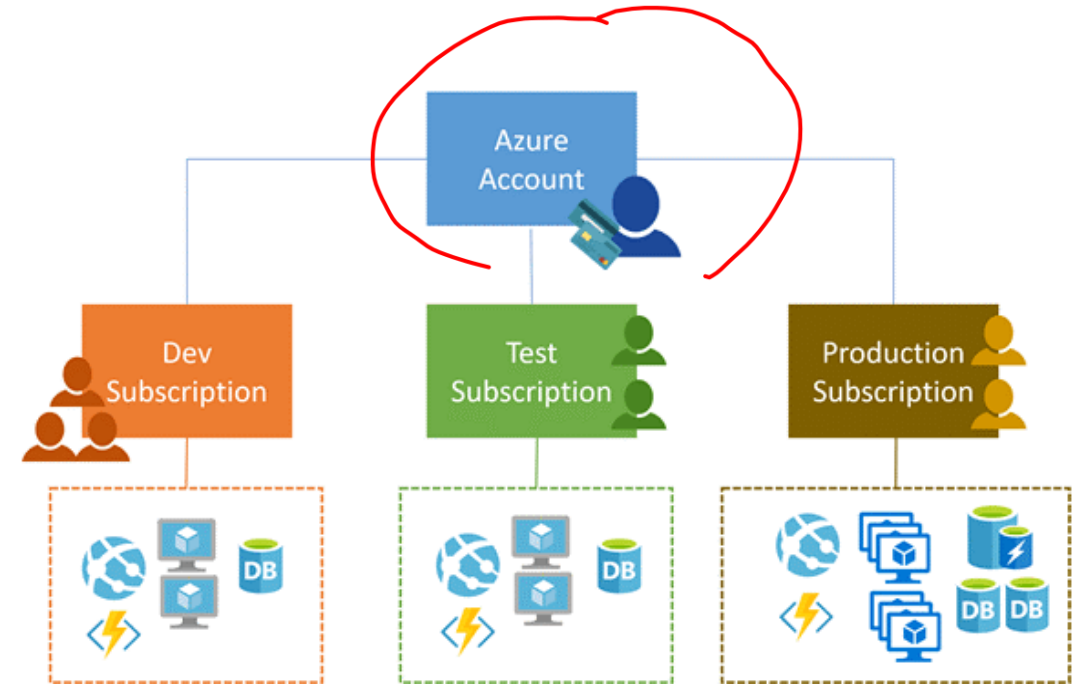 Azure
Account
Dev
Subscription
Test
Subscription
Production
Subscription
DB
DB
DB
DB